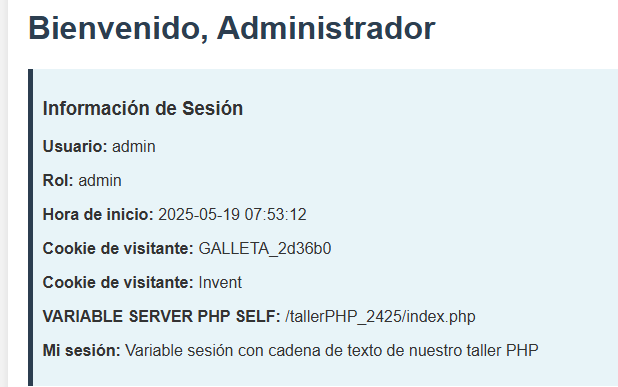 Bienvenido, Administrador
Información de Sesión
Usuario: admin
Rol: admin
Hora de inicio: 2025-05-19 07:53:12
Cookie de visitante: GALLETA_2d36b0
Cookie de visitante: Invent
VARIABLE SERVER PHP SELF: /tallerPHP_2425/index.php
Mi sesión: Variable sesión con cadena de texto de nuestro taller PHP